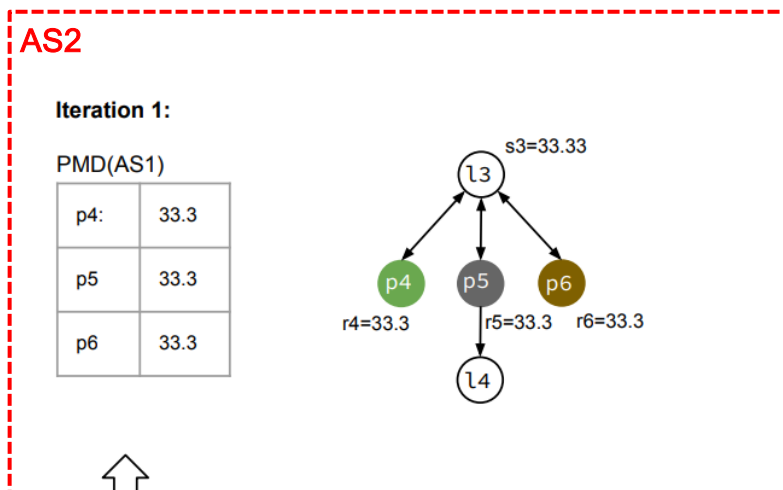 AS2
Iteration 1:
PMD(AS1)
p4: 33.3
p5 33.3
p6 33.3
s3=33.33
l3
p4 p5 p6
r4=33.3 r5=33.3 r6=33.3
l4